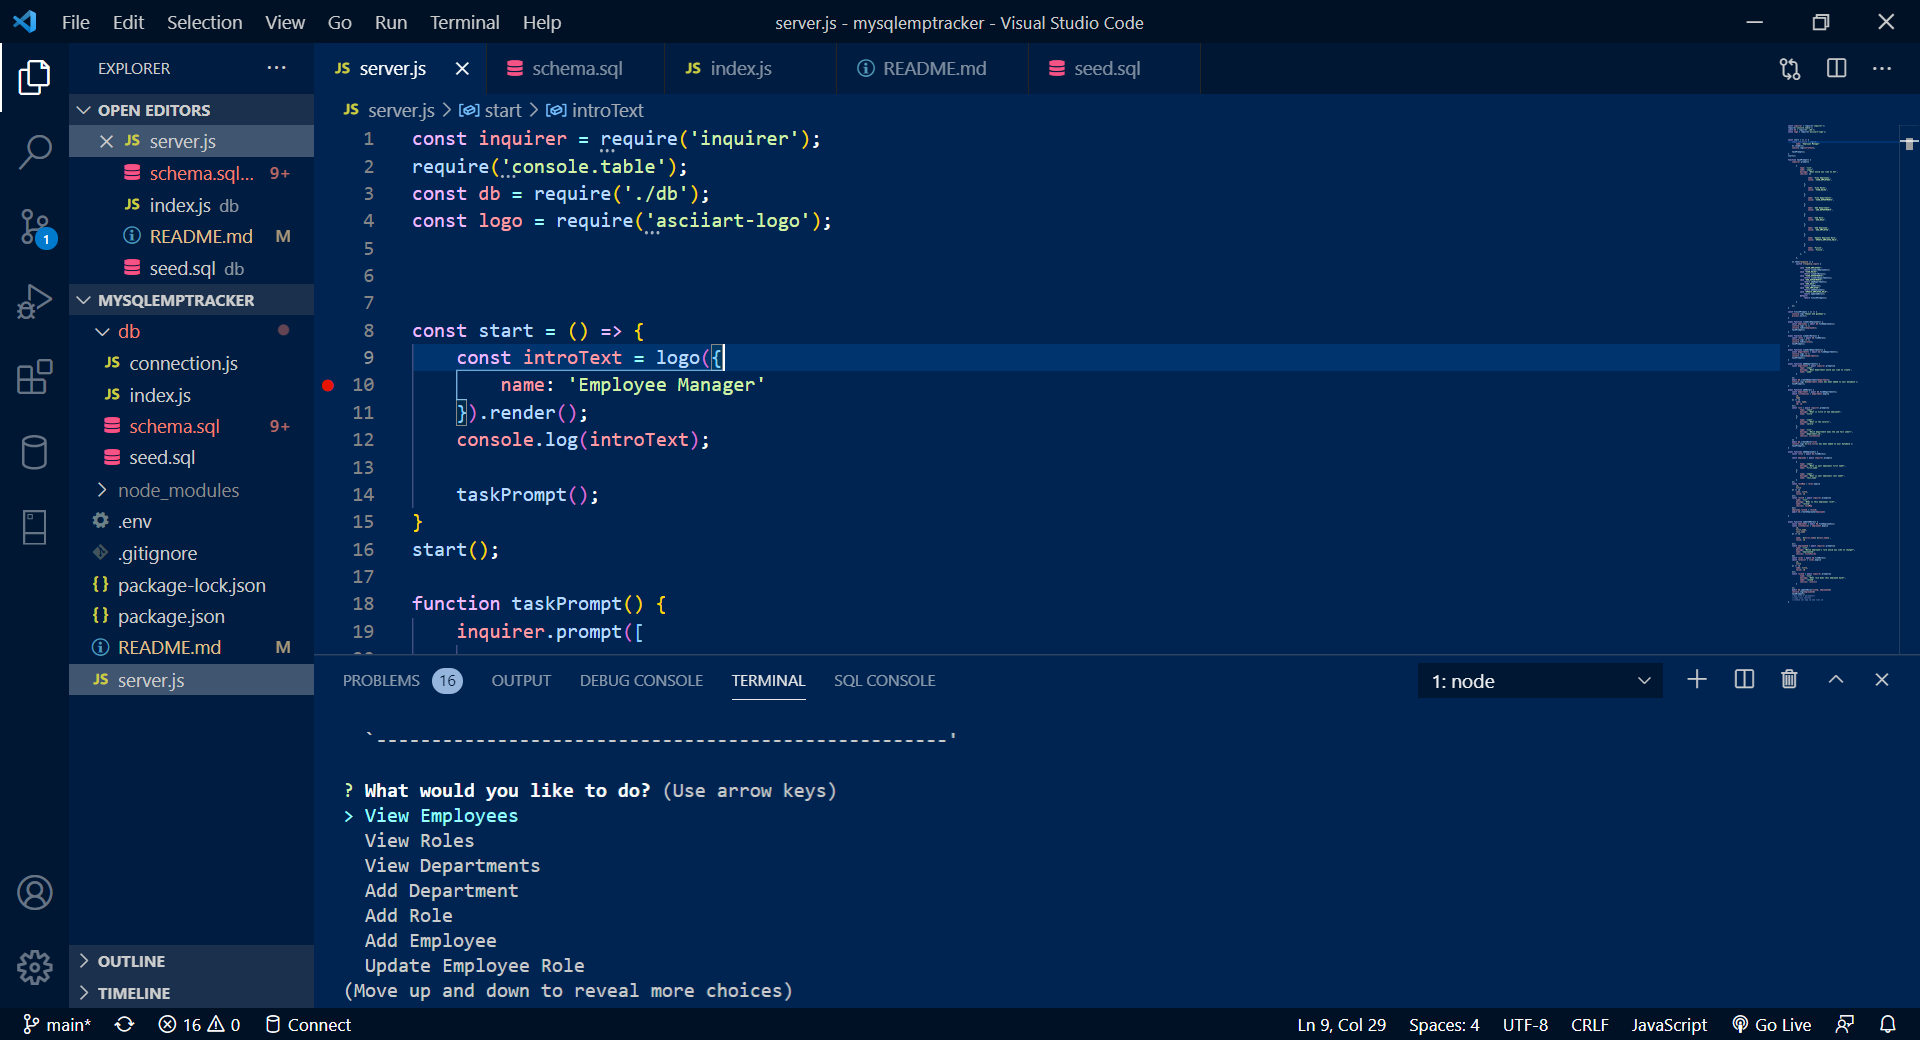 File Edit Selection View Go Run Terminal Help
server.js - mysqlemptracker - Visual Studio Code
EXPLORER ···
OPEN EDITORS
JS server.js
schema.sql... 9+
JS index.js db
README.md M
seed.sql db
MYSQLEMPTRACKER
db
JS connection.js
JS index.js
schema.sql 9+
seed.sql
node_modules
.env
.gitignore
{} package-lock.json
{} package.json
README.md M
JS server.js
OUTLINE
TIMELINE
1
JS server.js schema.sql JS index.js README.md seed.sql
JS server.js > start > introText
1 const inquirer = require('inquirer');
2 require('console.table');
3 const db = require('./db');
4 const logo = require('asciiart-logo');
5
6
7
8 const start = () => {
9 const introText = logo({
10 name: 'Employee Manager'
11 }).render();
12 console.log(introText);
13
14 taskPrompt();
15 }
16 start();
17
18 function taskPrompt() {
19 inquirer.prompt([
PROBLEMS 16 OUTPUT DEBUG CONSOLE TERMINAL SQL CONSOLE 1: node
`----------------------------------------------------'
? What would you like to do? (Use arrow keys)
> View Employees
View Roles
View Departments
Add Department
Add Role
Add Employee
Update Employee Role
(Move up and down to reveal more choices)
main* 16 0 Connect Ln 9, Col 29 Spaces: 4 UTF-8 CRLF JavaScript Go Live